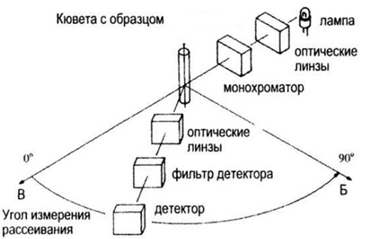 Кювета с образцом
лампа
оптические
линзы
монохроматор
оптические
линзы
0°
90°
фильтр детектора
В
Б
Угол измерения
рассеивания
детектор